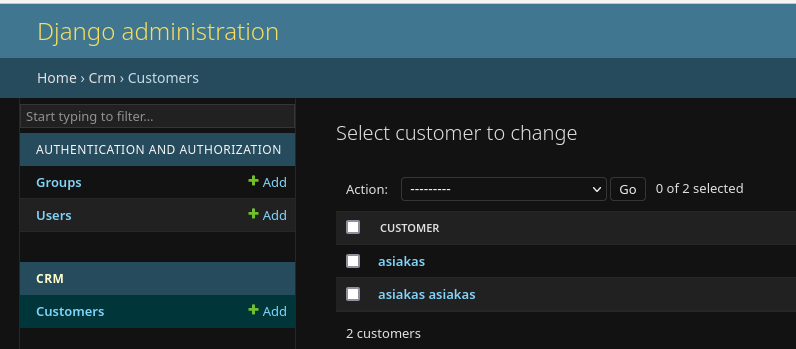 Django administration
Home › Crm › Customers
Start typing to filter...
AUTHENTICATION AND AUTHORIZATION
Groups + Add
Users + Add
CRM
Customers + Add
Select customer to change
Action: --------- Go 0 of 2 selected
CUSTOMER
asiakas
asiakas asiakas
2 customers